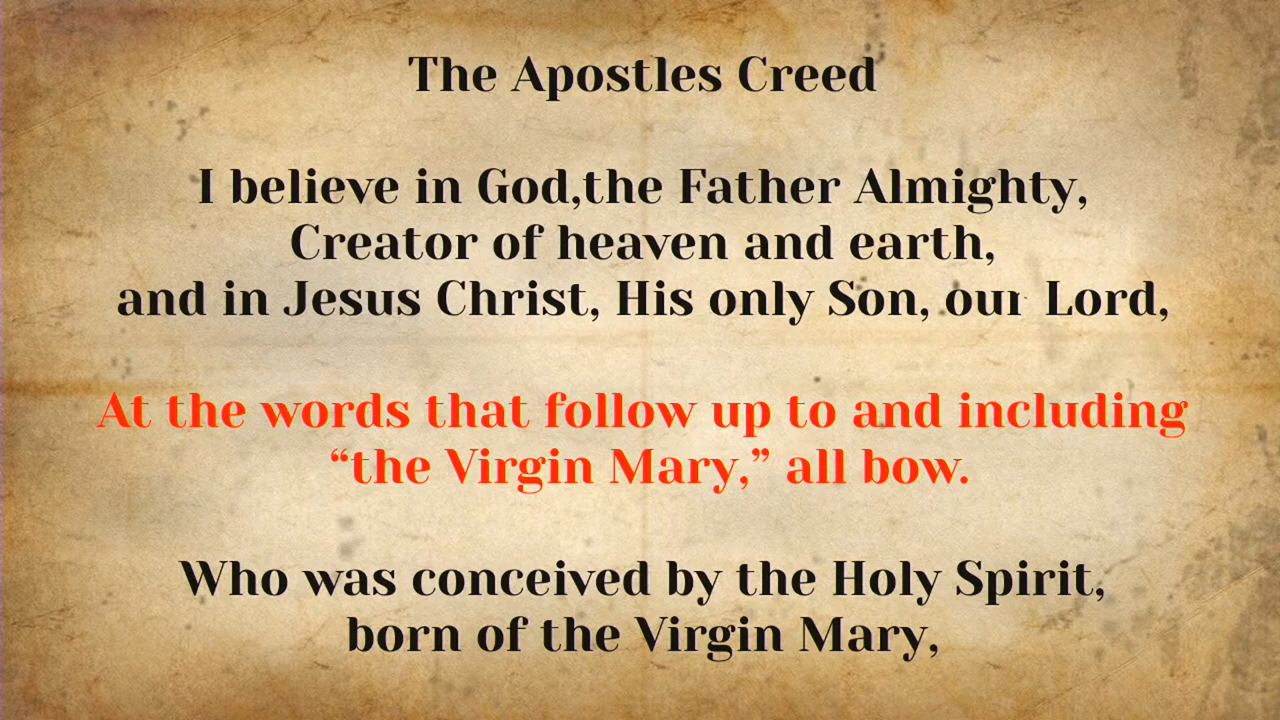 The Apostles Creed
I believe in God,the Father Almighty,
Creator of heaven and earth,
and in Jesus Christ, His only Son, our Lord,
At the words that follow up to and including
“the Virgin Mary,” all bow.
Who was conceived by the Holy Spirit,
born of the Virgin Mary,